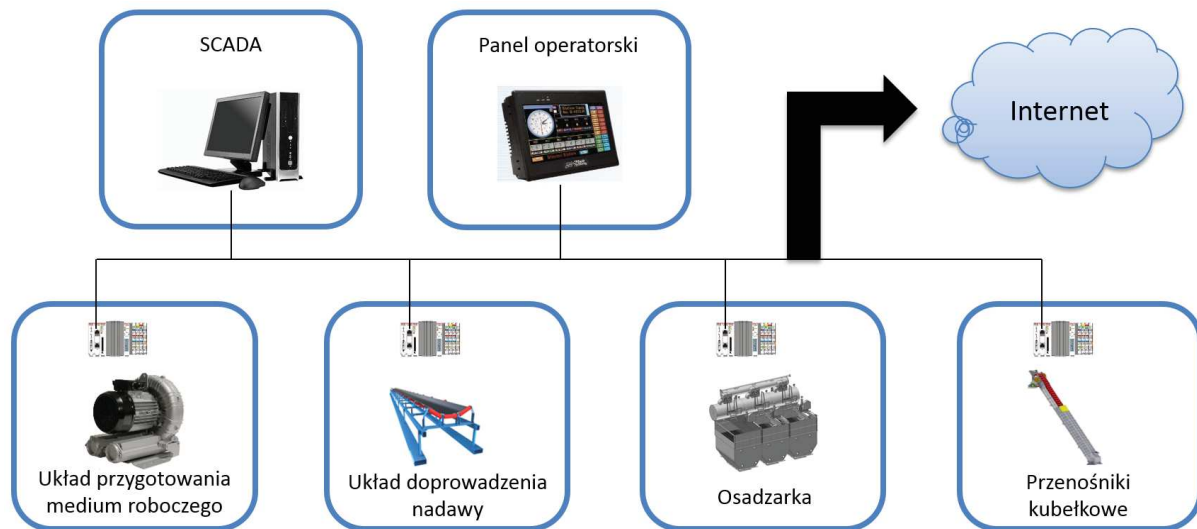 SCADA
Panel operatorski
Internet
Układ przygotowania
medium roboczego
Układ doprowadzenia
nadawy
Osadzarka
Przenośniki
kubełkowe